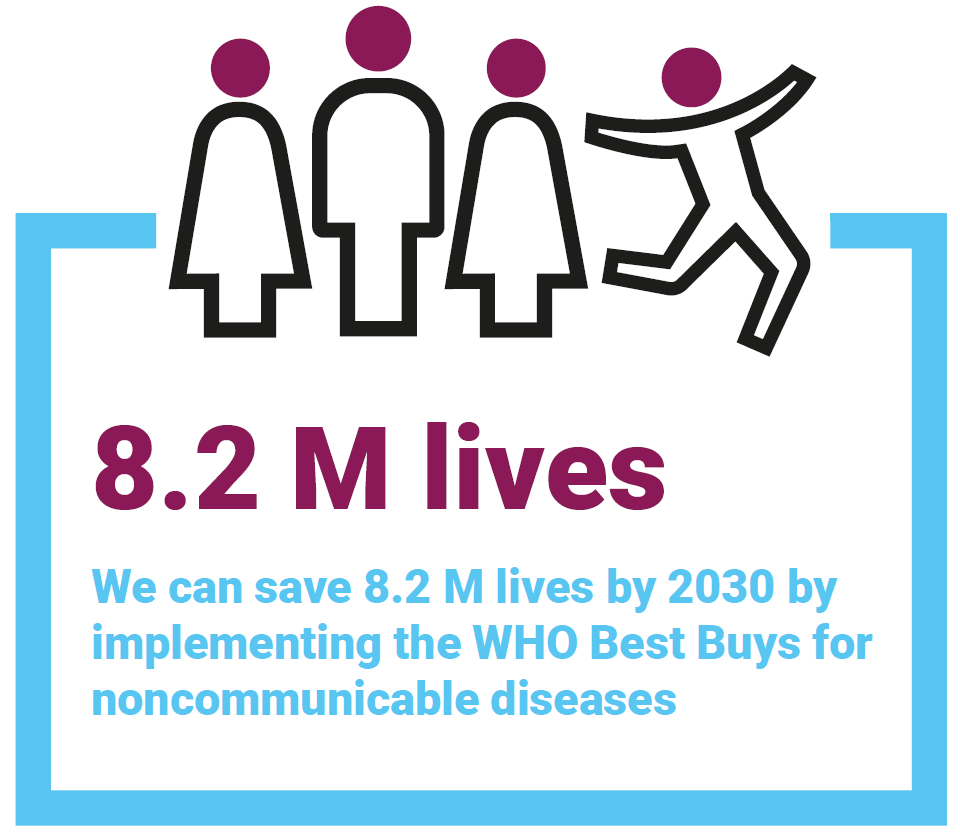 8.2 M lives
We can save 8.2 M lives by 2030 by
implementing the WHO Best Buys for
noncommunicable diseases